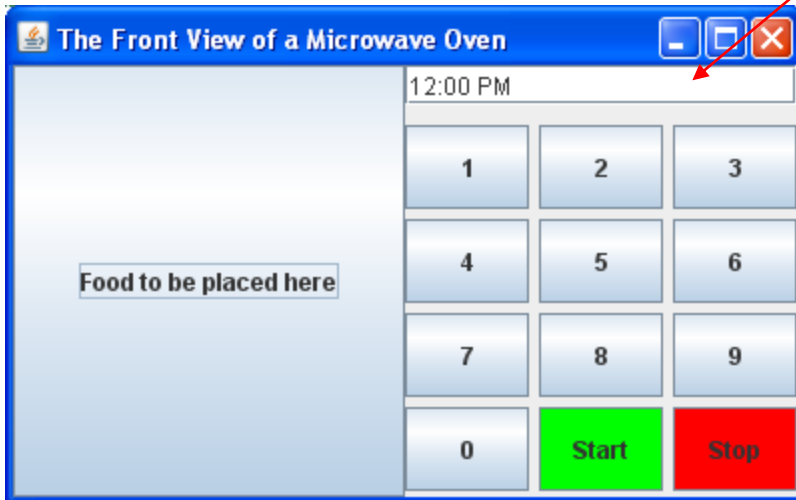 The Front View of a Microwave Oven
12:00 PM
1 2 3
Food to be placed here
4 5 6
7 8 9
0 Start Stop